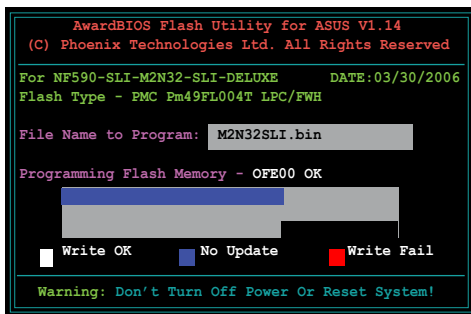 AwardBIOS Flash Utility for ASUS V1.14
(C) Phoenix Technologies Ltd. All Rights Reserved
For NF590-SLI-M2N32-SLI-DELUXE DATE:03/30/2006
Flash Type - PMC Pm49FL004T LPC/FWH
File Name to Program: M2N32SLI.bin
Programming Flash Memory - OFE00 OK
Write OK No Update Write Fail
Warning: Don't Turn Off Power Or Reset System!